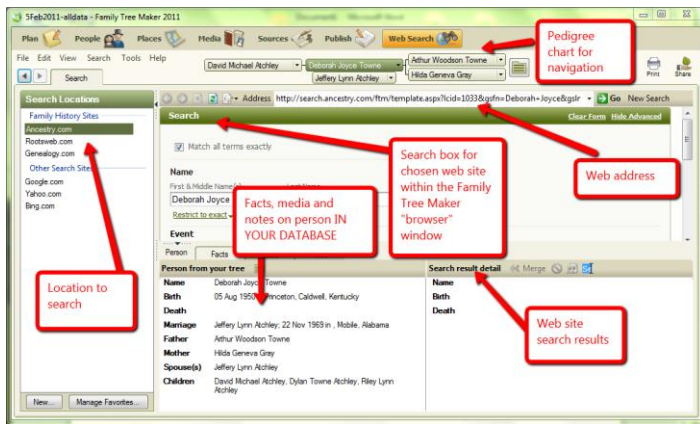 5Feb2011-alldata - Family Tree Maker 2011
Plan People Places Media Sources Publish Web Search
File Edit View Search Tools Help
David Michael Atchley
Deborah Joyce Towne
Jeffery Lynn Atchley
Arthur Woodson Towne
Hilda Geneva Gray
Pedigree
chart for
navigation
Print Share
Search
Search Locations
Family History Sites
Ancestry.com
Rootsweb.com
Genealogy.com
Other Search Sites
Google.com
Yahoo.com
Bing.com
Location to
search
New... Manage Favorites...
Address http://search.ancestry.com/ftm/template.aspx?lcid=1033&gsfn=Deborah+Joyce&gslr Go New Search
Search Clear Form Hide Advanced
Match all terms exactly
Name
First & Middle Name(s)
Deborah Joyce
Restrict to exact
Event
Search box for
chosen web site
within the Family
Tree Maker
"browser"
window
Web address
Facts, media and
notes on person IN
YOUR DATABASE
Person Facts
Person from your tree
Name Deborah Joyce Towne
Birth 05 Aug 1950 Princeton, Caldwell, Kentucky
Death
Marriage Jeffery Lynn Atchley; 22 Nov 1969 in , Mobile, Alabama
Father Arthur Woodson Towne
Mother Hilda Geneva Gray
Spouse(s) Jeffery Lynn Atchley
Children David Michael Atchley, Dylan Towne Atchley, Riley Lynn
Atchley
Search result detail Merge
Name
Birth
Death
Web site
search results